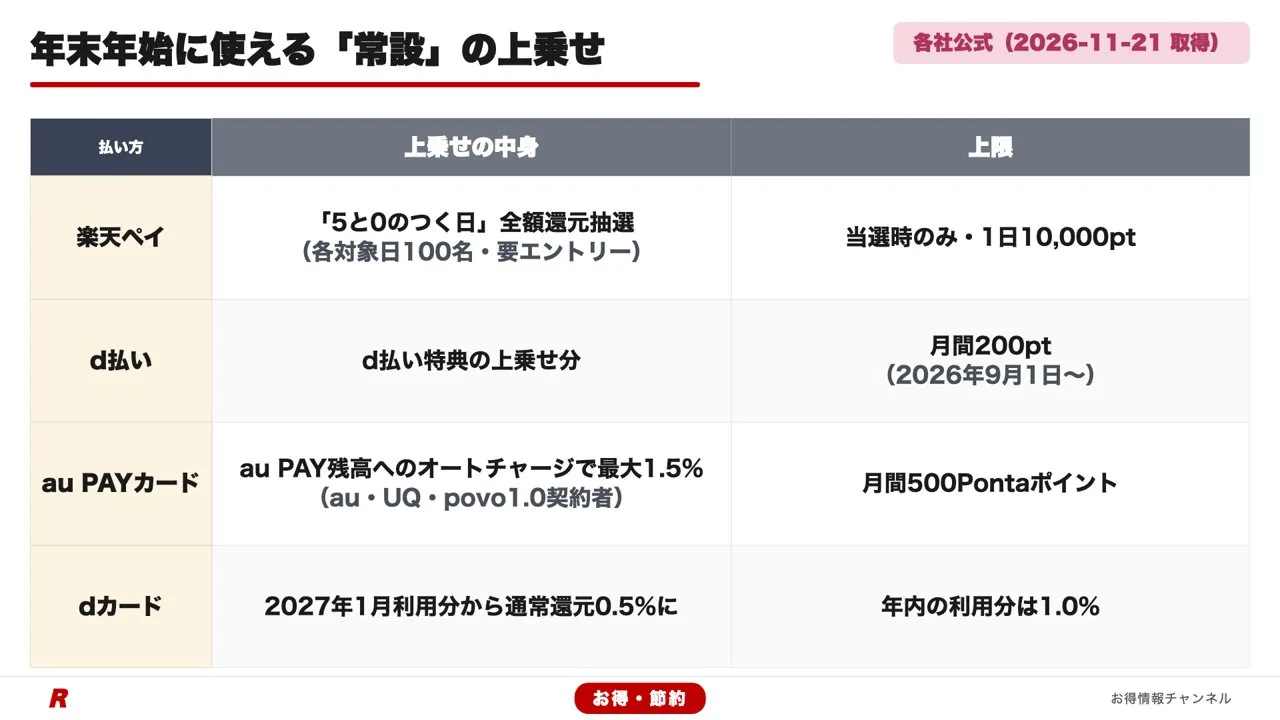 年末年始に使える「常設」の上乗せ
各社公式（2026-11-21 取得）
払い方
上乗せの中身
上限
楽天ペイ
「5と0のつく日」全額還元抽選
（各対象日100名・要エントリー）
当選時のみ・1日10,000pt
d払い
d払い特典の上乗せ分
月間200pt
（2026年9月1日〜）
au PAYカード
au PAY残高へのオートチャージで最大1.5%
（au・UQ・povo1.0契約者）
月間500Pontaポイント
dカード
2027年1月利用分から通常還元0.5%に
年内の利用分は1.0%
R
お得・節約
お得情報チャンネル